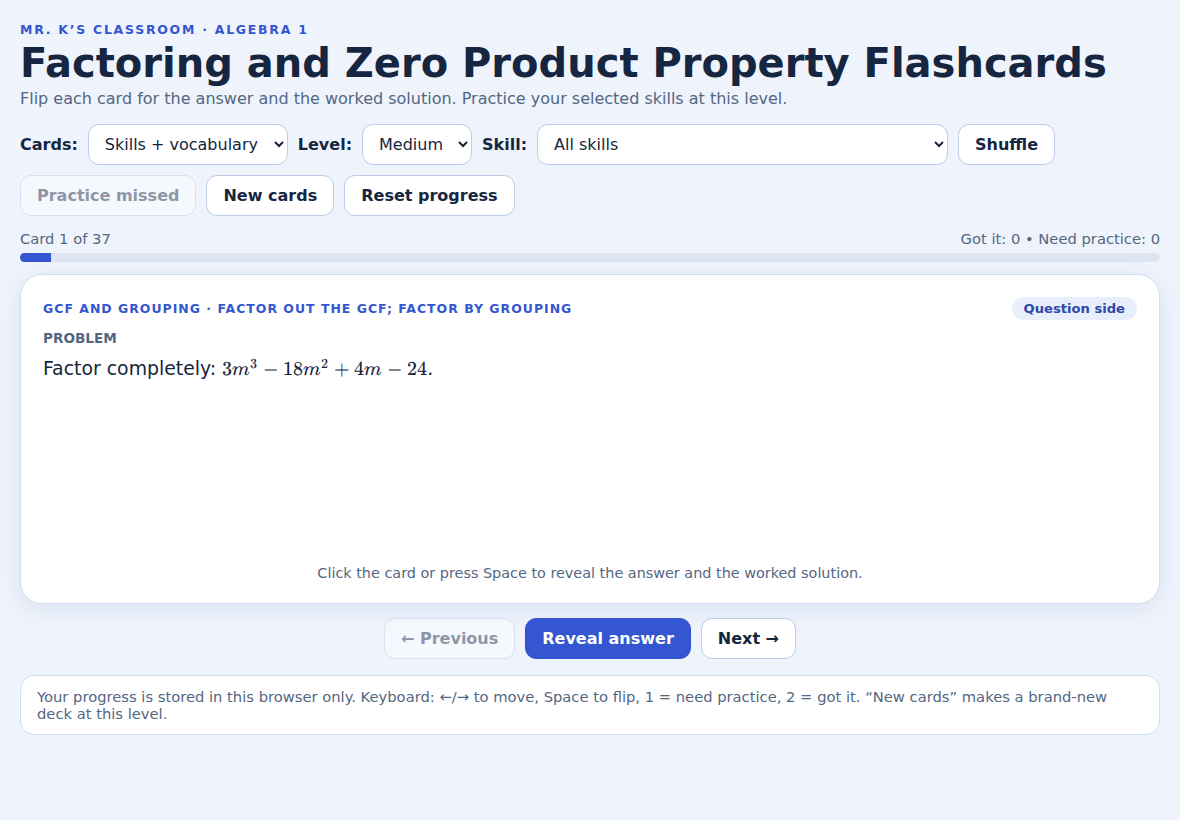 MR. K’S CLASSROOM · ALGEBRA 1
Factoring and Zero Product Property Flashcards
Flip each card for the answer and the worked solution. Practice your selected skills at this level.
Cards: Skills + vocabulary Level: Medium Skill: All skills Shuffle
Practice missed New cards Reset progress
Card 1 of 37 Got it: 0 • Need practice: 0
GCF AND GROUPING · FACTOR OUT THE GCF; FACTOR BY GROUPING Question side
PROBLEM
Factor completely: 3m³ − 18m² + 4m − 24.
Click the card or press Space to reveal the answer and the worked solution.
← Previous Reveal answer Next →
Your progress is stored in this browser only. Keyboard: ←/→ to move, Space to flip, 1 = need practice, 2 = got it. “New cards” makes a brand-new
deck at this level.